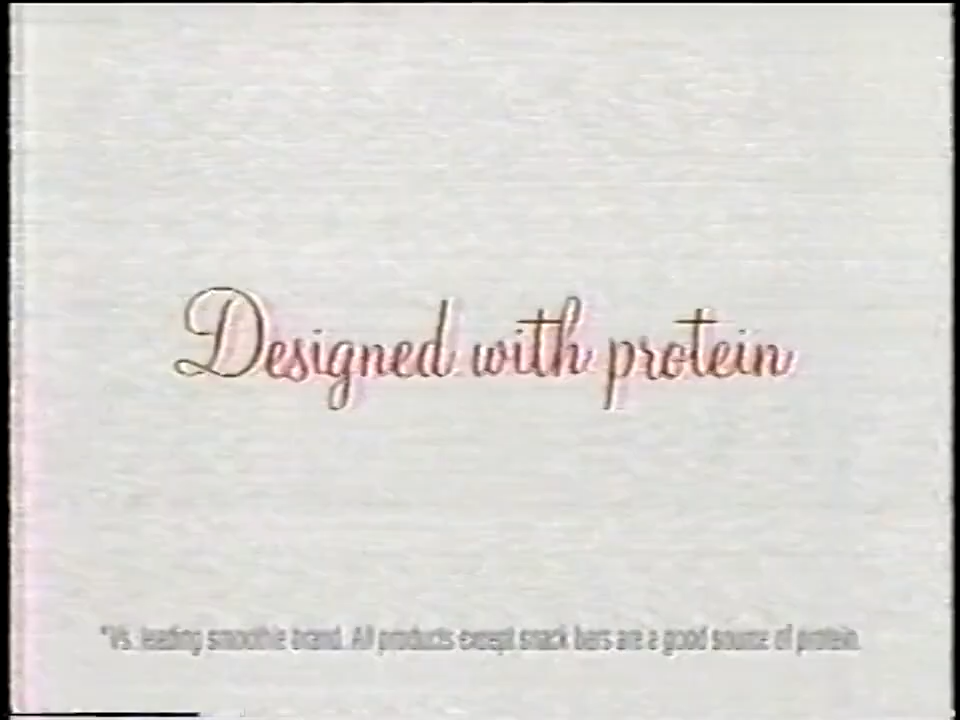 Designed with protein
*Vs. leading smoothie brand. All products except snack bars are a good source of protein.